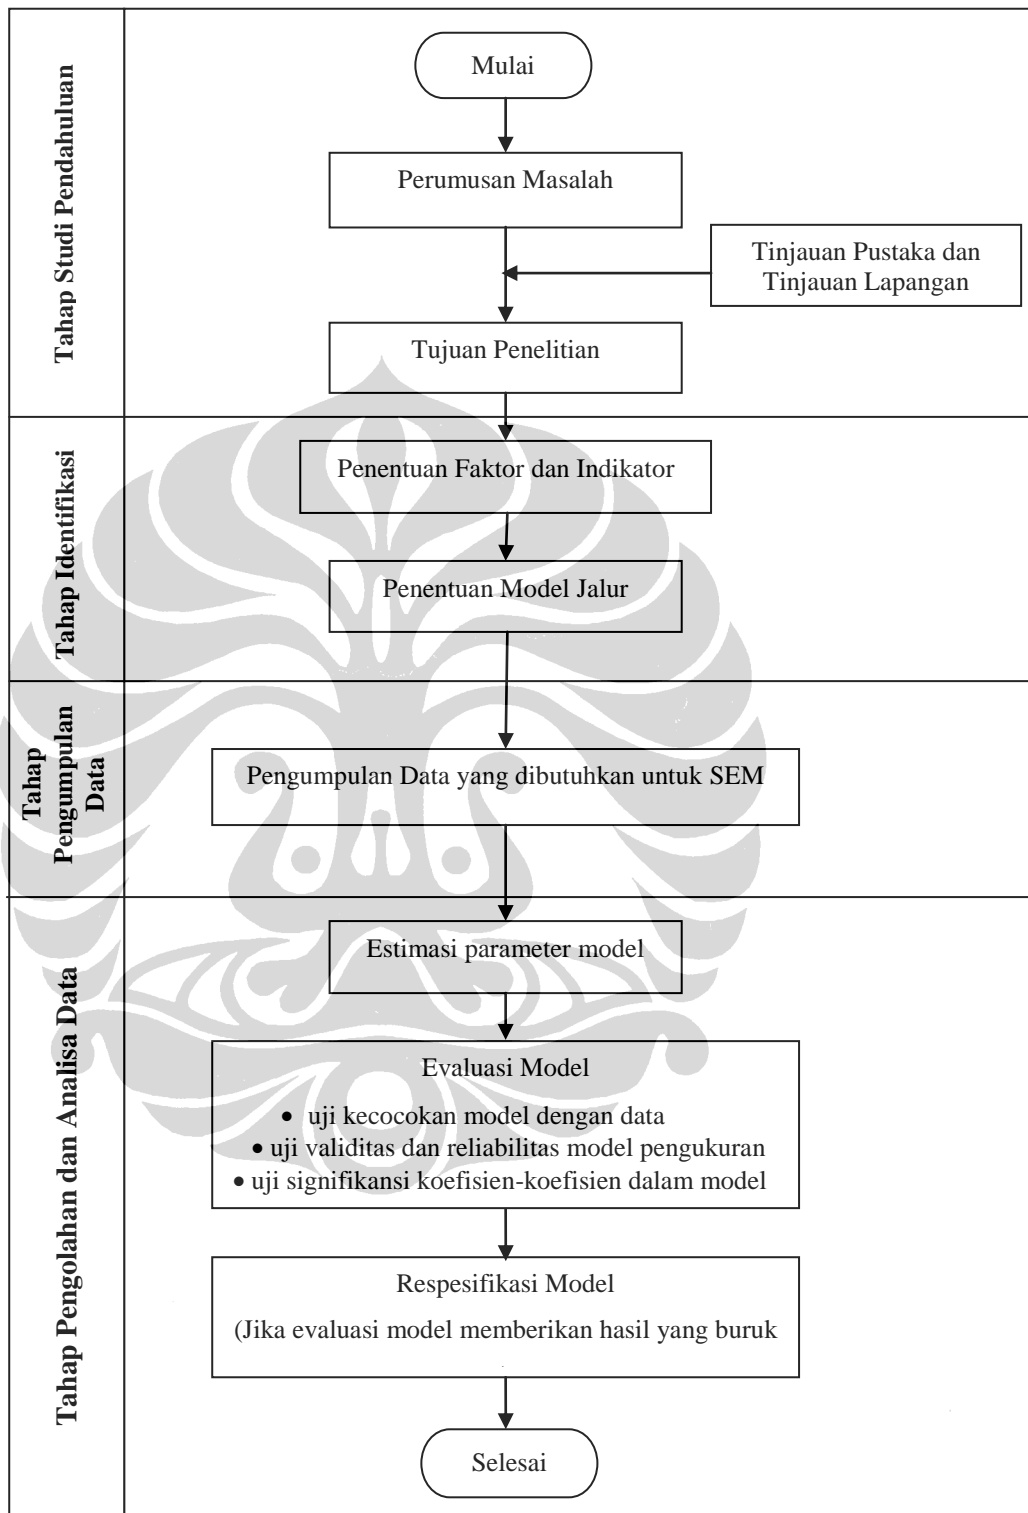 Tahap Studi Pendahuluan
Mulai
Perumusan Masalah
Tinjauan Pustaka dan
Tinjauan Lapangan
Tujuan Penelitian
Tahap Identifikasi
Penentuan Faktor dan Indikator
Penentuan Model Jalur
Tahap
Pengumpulan
Data
Pengumpulan Data yang dibutuhkan untuk SEM
Tahap Pengolahan dan Analisa Data
Estimasi parameter model
Evaluasi Model
• uji kecocokan model dengan data
• uji validitas dan reliabilitas model pengukuran
• uji signifikansi koefisien-koefisien dalam model
Respesifikasi Model
(Jika evaluasi model memberikan hasil yang buruk
Selesai